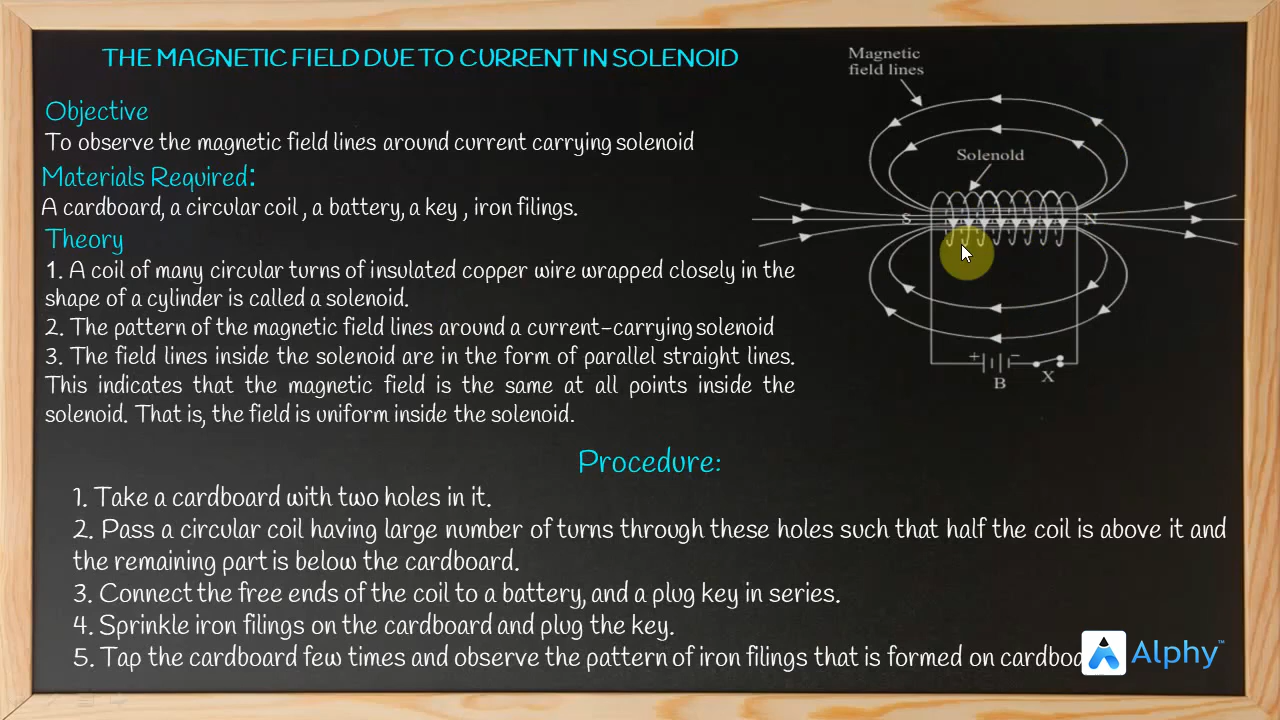 THE MAGNETIC FIELD DUE TO CURRENT IN SOLENOID
Objective
To observe the magnetic field lines around current carrying solenoid
Materials Required:
A cardboard, a circular coil , a battery, a key , iron filings.
Theory
1. A coil of many circular turns of insulated copper wire wrapped closely in the
shape of a cylinder is called a solenoid.
2. The pattern of the magnetic field lines around a current-carrying solenoid
3. The field lines inside the solenoid are in the form of parallel straight lines.
This indicates that the magnetic field is the same at all points inside the
solenoid. That is, the field is uniform inside the solenoid.
Magnetic
field lines
Solenoid
S
N
+
−
B
X
Procedure:
1. Take a cardboard with two holes in it.
2. Pass a circular coil having large number of turns through these holes such that half the coil is above it and
the remaining part is below the cardboard.
3. Connect the free ends of the coil to a battery, and a plug key in series.
4. Sprinkle iron filings on the cardboard and plug the key.
5. Tap the cardboard few times and observe the pattern of iron filings that is formed on
Alphy™